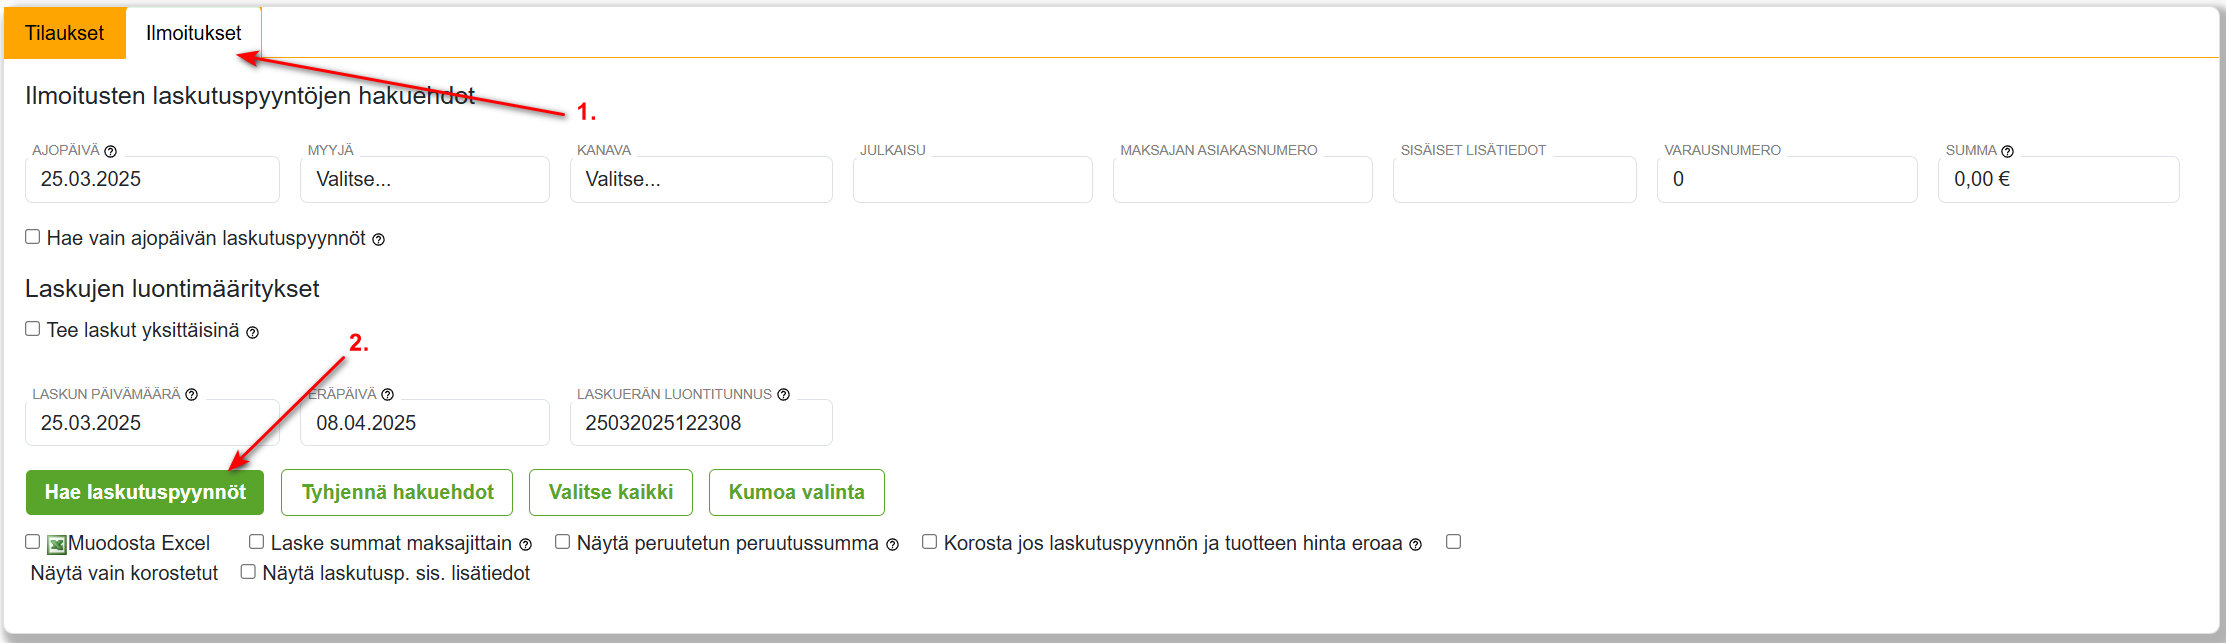 Tilaukset Ilmoitukset
Ilmoitusten laskutuspyyntöjen hakuehdot
1.
AJOPÄIVÄ MYYJÄ KANAVA JULKAISU MAKSAJAN ASIAKASNUMERO SISÄISET LISÄTIEDOT VARAUSNUMERO SUMMA
25.03.2025 Valitse... Valitse... 0 0,00 €
Hae vain ajopäivän laskutuspyynnöt
Laskujen luontimääritykset
Tee laskut yksittäisinä
2.
LASKUN PÄIVÄMÄÄRÄ ERÄPÄIVÄ LASKUERÄN LUONTITUNNUS
25.03.2025 08.04.2025 25032025122308
Hae laskutuspyynnöt Tyhjennä hakuehdot Valitse kaikki Kumoa valinta
Muodosta Excel Laske summat maksajittain Näytä peruutetun peruutussumma Korosta jos laskutuspyynnön ja tuotteen hinta eroaa
Näytä vain korostetut Näytä laskutusp. sis. lisätiedot